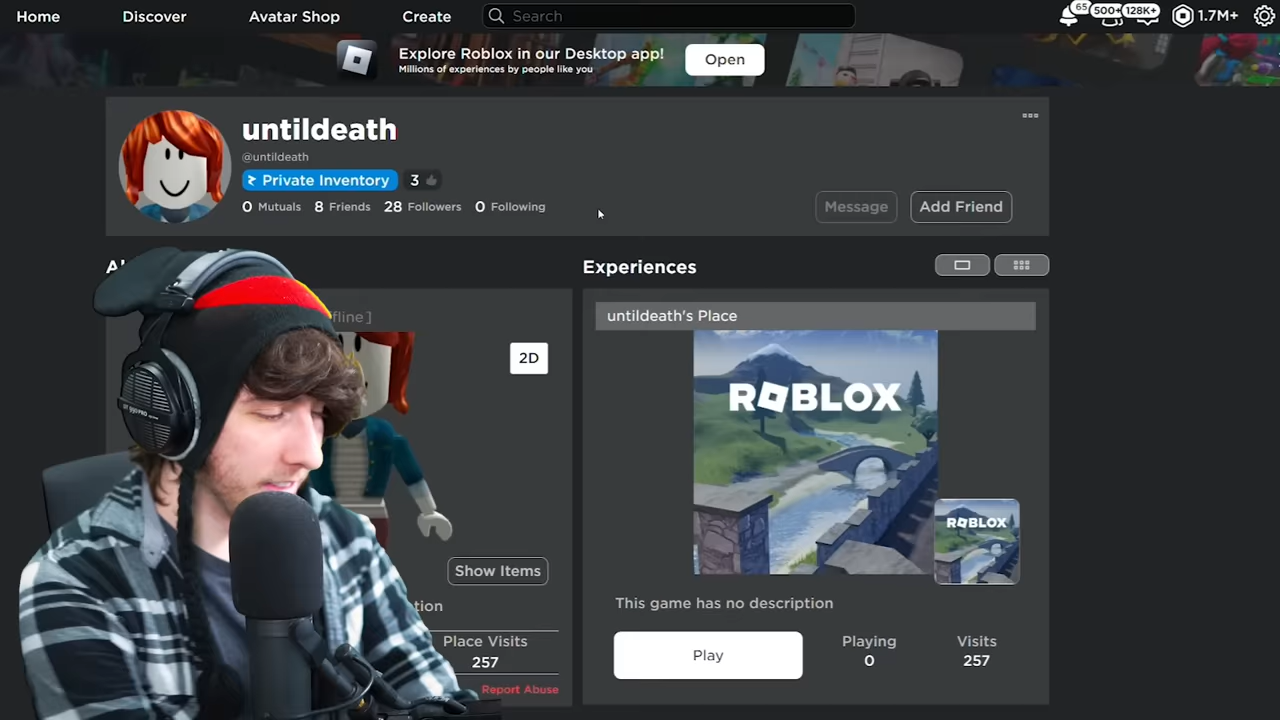 Home
Discover
Avatar Shop
Create
Search
65
500+
128K+
1.7M+
Explore Roblox in our Desktop app!
Millions of experiences by people like you
Open
untildeath
@untildeath
Private Inventory
3
0 Mutuals
8 Friends
28 Followers
0 Following
Message
Add Friend
Experiences
untildeath's Place
2D
ROBLOX
ROBLOX
Show Items
This game has no description
Place Visits
257
Play
Playing
0
Visits
257
Report Abuse